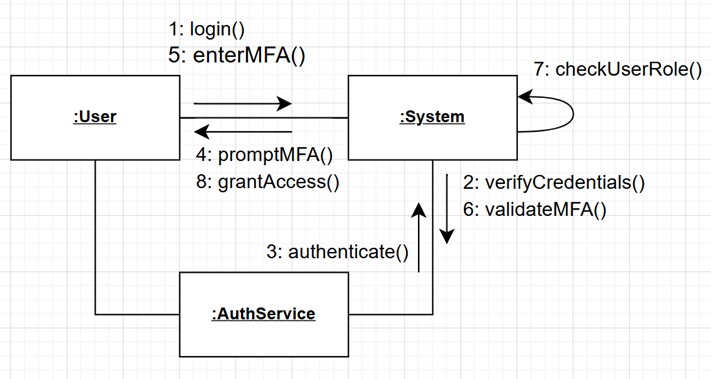 1: login()
5: enterMFA()
7: checkUserRole()
:User
:System
4: promptMFA()
8: grantAccess()
2: verifyCredentials()
6: validateMFA()
3: authenticate()
:AuthService